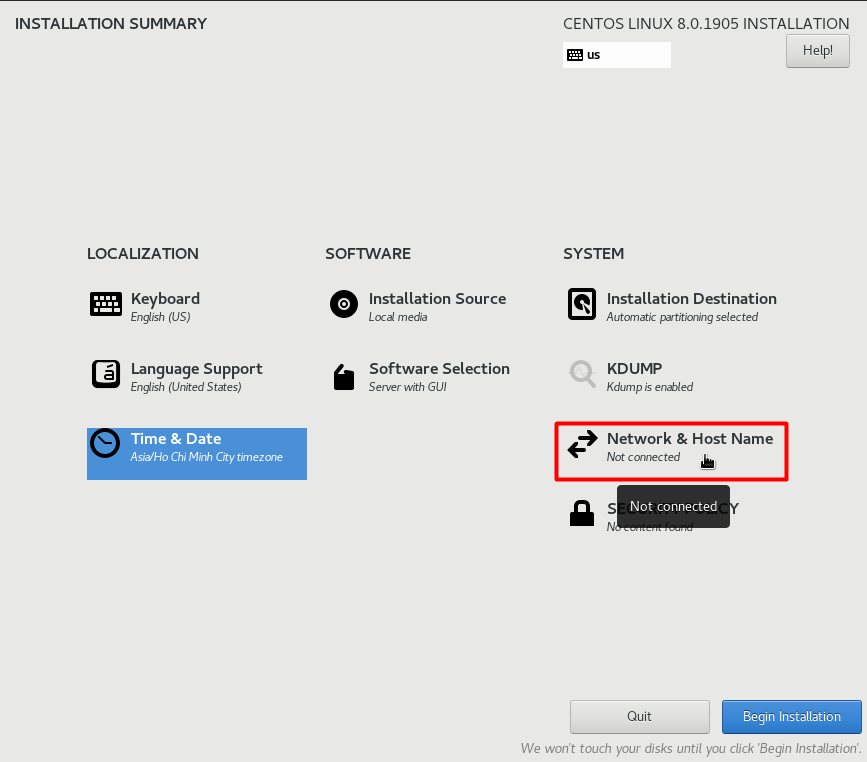 INSTALLATION SUMMARY
CENTOS LINUX 8.0.1905 INSTALLATION
us
Help!
LOCALIZATION
Keyboard
English (US)
Language Support
English (United States)
Time & Date
Asia/Ho Chi Minh City timezone
SOFTWARE
Installation Source
Local media
Software Selection
Server with GUI
SYSTEM
Installation Destination
Automatic partitioning selected
KDUMP
Kdump is enabled
Network & Host Name
Not connected
Not connected
SECURITY POLICY
No content found
Quit
Begin Installation
We won't touch your disks until you click 'Begin Installation'.